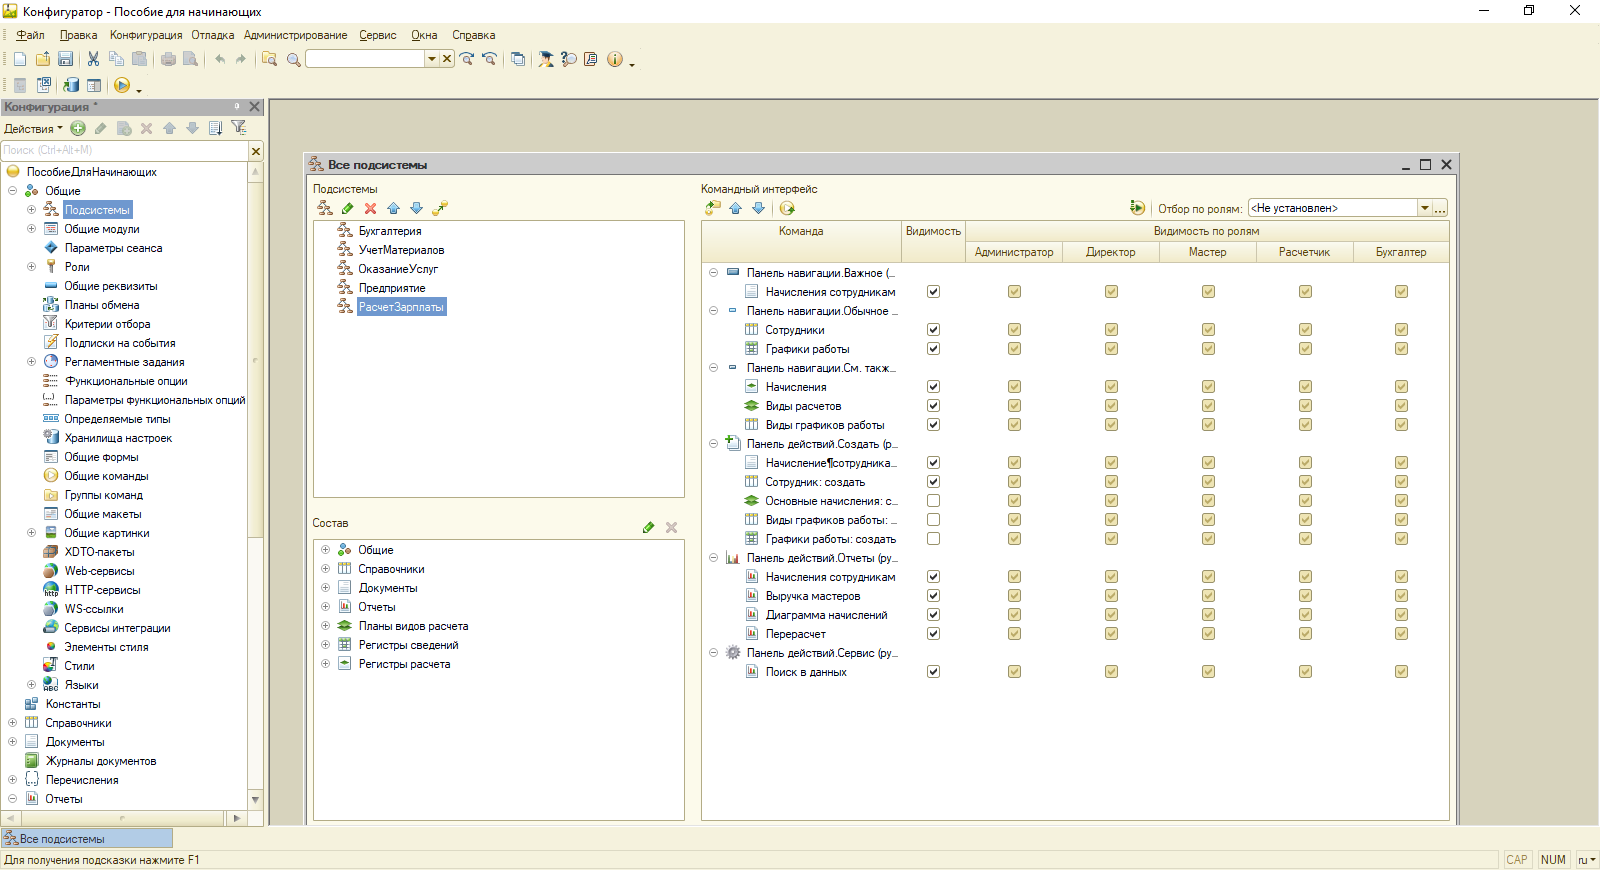 Конфигуратор - Пособие для начинающих
Файл Правка Конфигурация Отладка Администрирование Сервис Окна Справка
Конфигурация *
Действия
Поиск (Ctrl+Alt+M)
ПособиеДляНачинающих
Общие
Подсистемы
Общие модули
Параметры сеанса
Роли
Общие реквизиты
Планы обмена
Критерии отбора
Подписки на события
Регламентные задания
Функциональные опции
Параметры функциональных опций
Определяемые типы
Хранилища настроек
Общие формы
Общие команды
Группы команд
Общие макеты
Общие картинки
XDTO-пакеты
Web-сервисы
HTTP-сервисы
WS-ссылки
Сервисы интеграции
Элементы стиля
Стили
Языки
Константы
Справочники
Документы
Журналы документов
Перечисления
Отчеты
Все подсистемы
Подсистемы
Бухгалтерия
УчетМатериалов
ОказаниеУслуг
Предприятие
РасчетЗарплаты
Состав
Общие
Справочники
Документы
Отчеты
Планы видов расчета
Регистры сведений
Регистры расчета
Командный интерфейс
Отбор по ролям: <Не установлен> ...
Команда Видимость Видимость по ролям
Администратор Директор Мастер Расчетчик Бухгалтер
Панель навигации.Важное (...
Начисления сотрудникам
Панель навигации.Обычное ...
Сотрудники
Графики работы
Панель навигации.См. такж...
Начисления
Виды расчетов
Виды графиков работы
Панель действий.Создать (р...
Начисление¶сотрудника...
Сотрудник: создать
Основные начисления: с...
Виды графиков работы: ...
Графики работы: создать
Панель действий.Отчеты (ру...
Начисления сотрудникам
Выручка мастеров
Диаграмма начислений
Перерасчет
Панель действий.Сервис (ру...
Поиск в данных
Все подсистемы
Для получения подсказки нажмите F1
CAP NUM ru